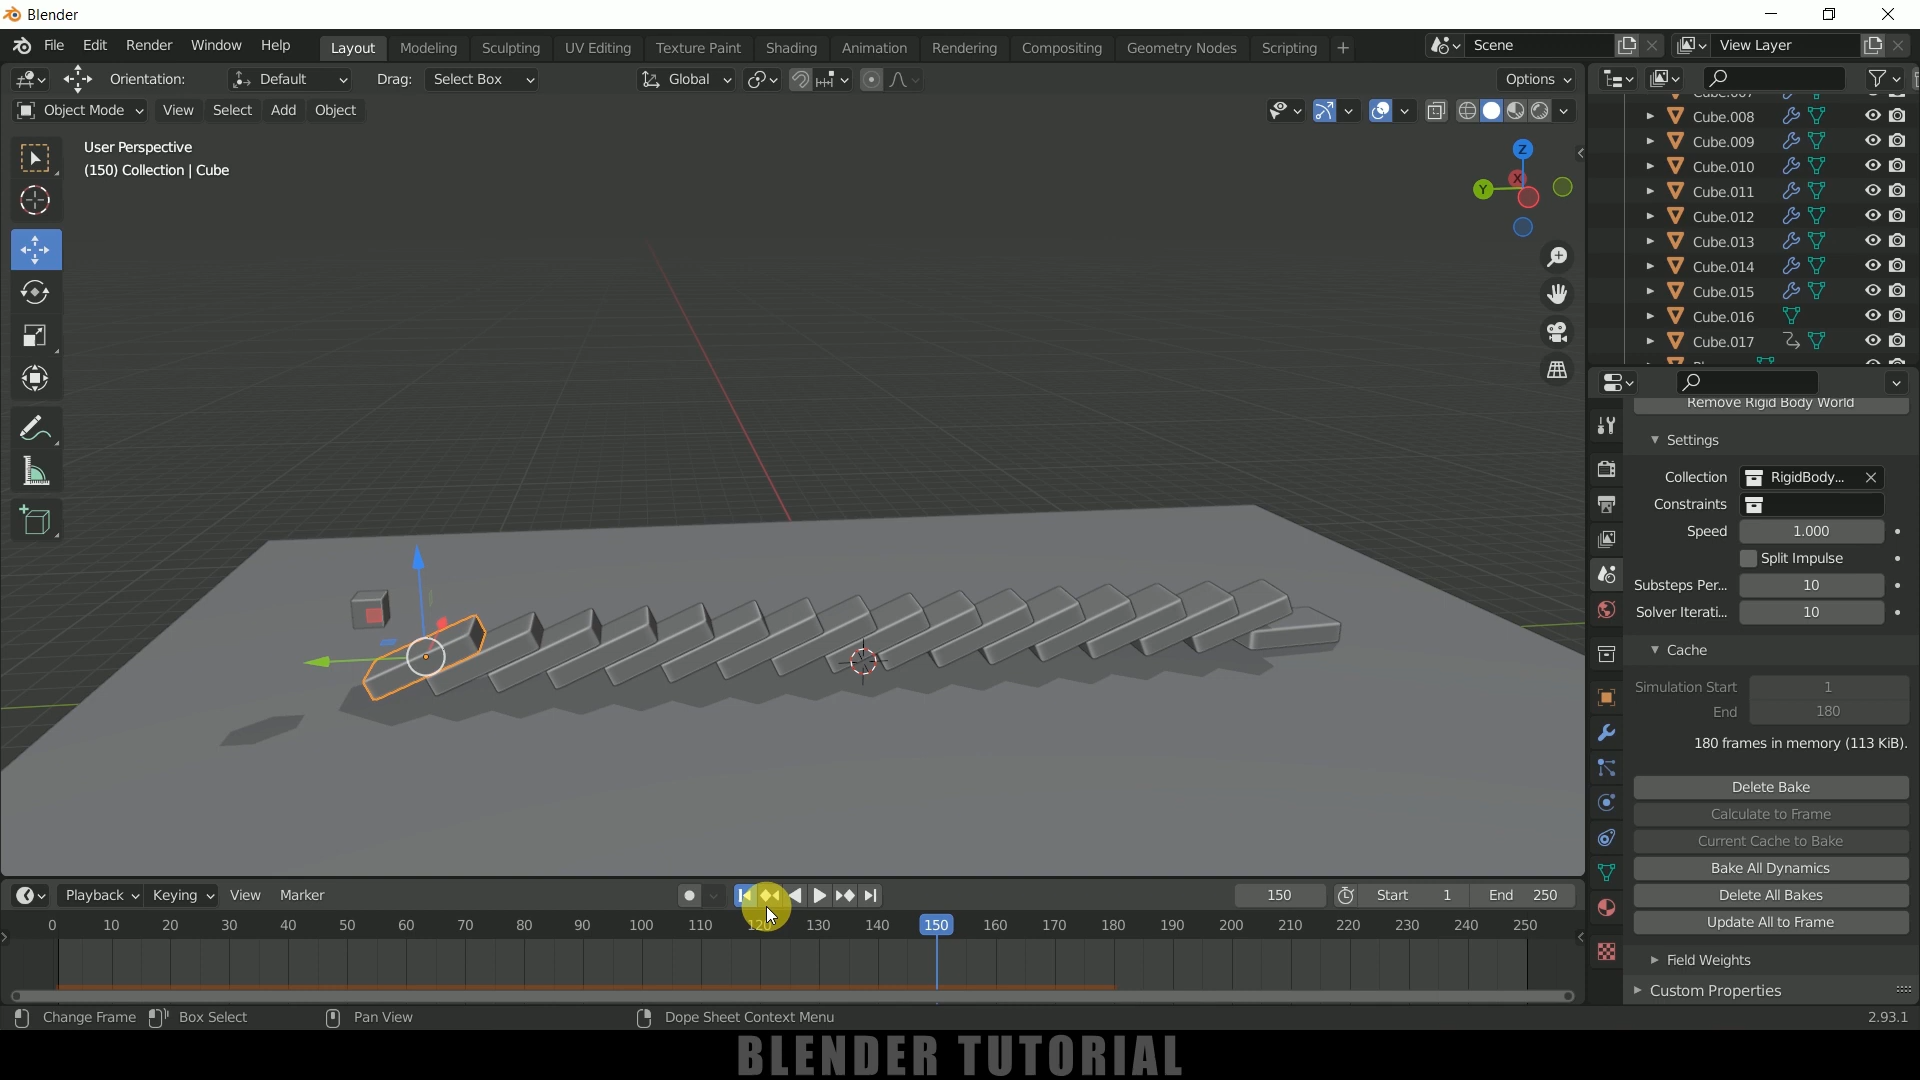 Blender
File Edit Render Window Help Layout Modeling Sculpting UV Editing Texture Paint Shading Animation Rendering Compositing Geometry Nodes Scripting + Scene View Layer
Orientation: Default Drag: Select Box Global Options
Object Mode View Select Add Object
User Perspective
(150) Collection | Cube
Z
Y
X
Cube.007
Cube.008
Cube.009
Cube.010
Cube.011
Cube.012
Cube.013
Cube.014
Cube.015
Cube.016
Cube.017
Remove Rigid Body World
Settings
Collection RigidBody...
Constraints
Speed 1.000
Split Impulse
Substeps Per... 10
Solver Iterati... 10
Cache
Simulation Start 1
End 180
180 frames in memory (113 KiB).
Delete Bake
Calculate to Frame
Current Cache to Bake
Bake All Dynamics
Delete All Bakes
Update All to Frame
Field Weights
Custom Properties
Playback Keying View Marker 150 Start 1 End 250
0 10 20 30 40 50 60 70 80 90 100 110 120 130 140 150 160 170 180 190 200 210 220 230 240 250
Change Frame Box Select Pan View Dope Sheet Context Menu 2.93.1
BLENDER TUTORIAL